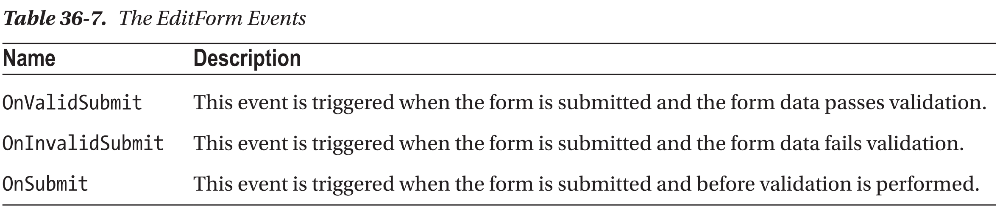 Table 36-7. The EditForm Events
Name Description
OnValidSubmit This event is triggered when the form is submitted and the form data passes validation.
OnInvalidSubmit This event is triggered when the form is submitted and the form data fails validation.
OnSubmit This event is triggered when the form is submitted and before validation is performed.